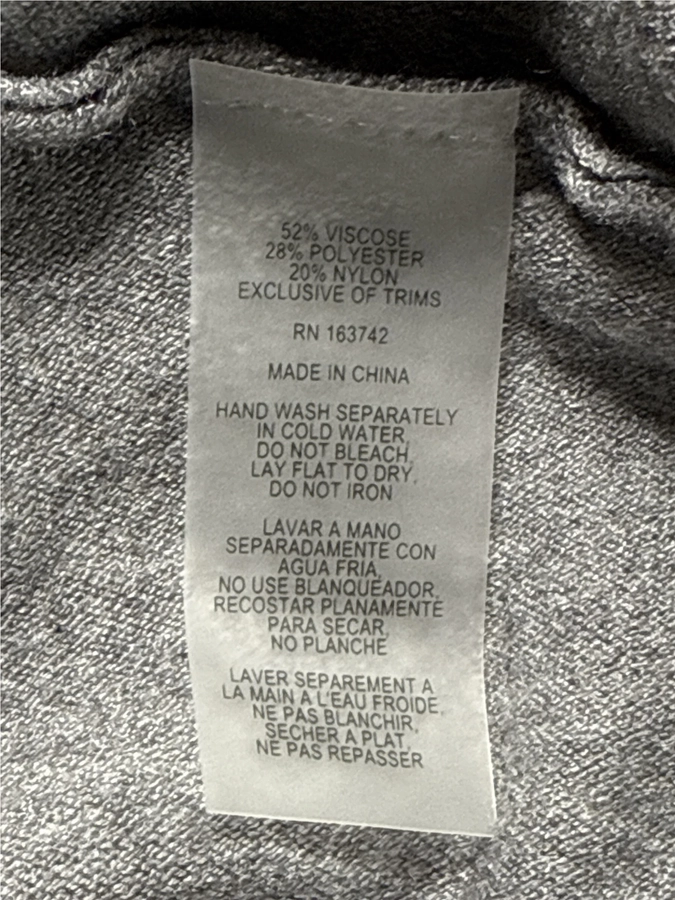 52% VISCOSE
28% POLYESTER
20% NYLON
EXCLUSIVE OF TRIMS
RN 163742
MADE IN CHINA
HAND WASH SEPARATELY
IN COLD WATER,
DO NOT BLEACH,
LAY FLAT TO DRY,
DO NOT IRON
LAVAR A MANO
SEPARADAMENTE CON
AGUA FRIA,
NO USE BLANQUEADOR,
RECOSTAR PLANAMENTE
PARA SECAR,
NO PLANCHE
LAVER SEPAREMENT A
LA MAIN A L'EAU FROIDE,
NE PAS BLANCHIR,
SECHER A PLAT,
NE PAS REPASSER